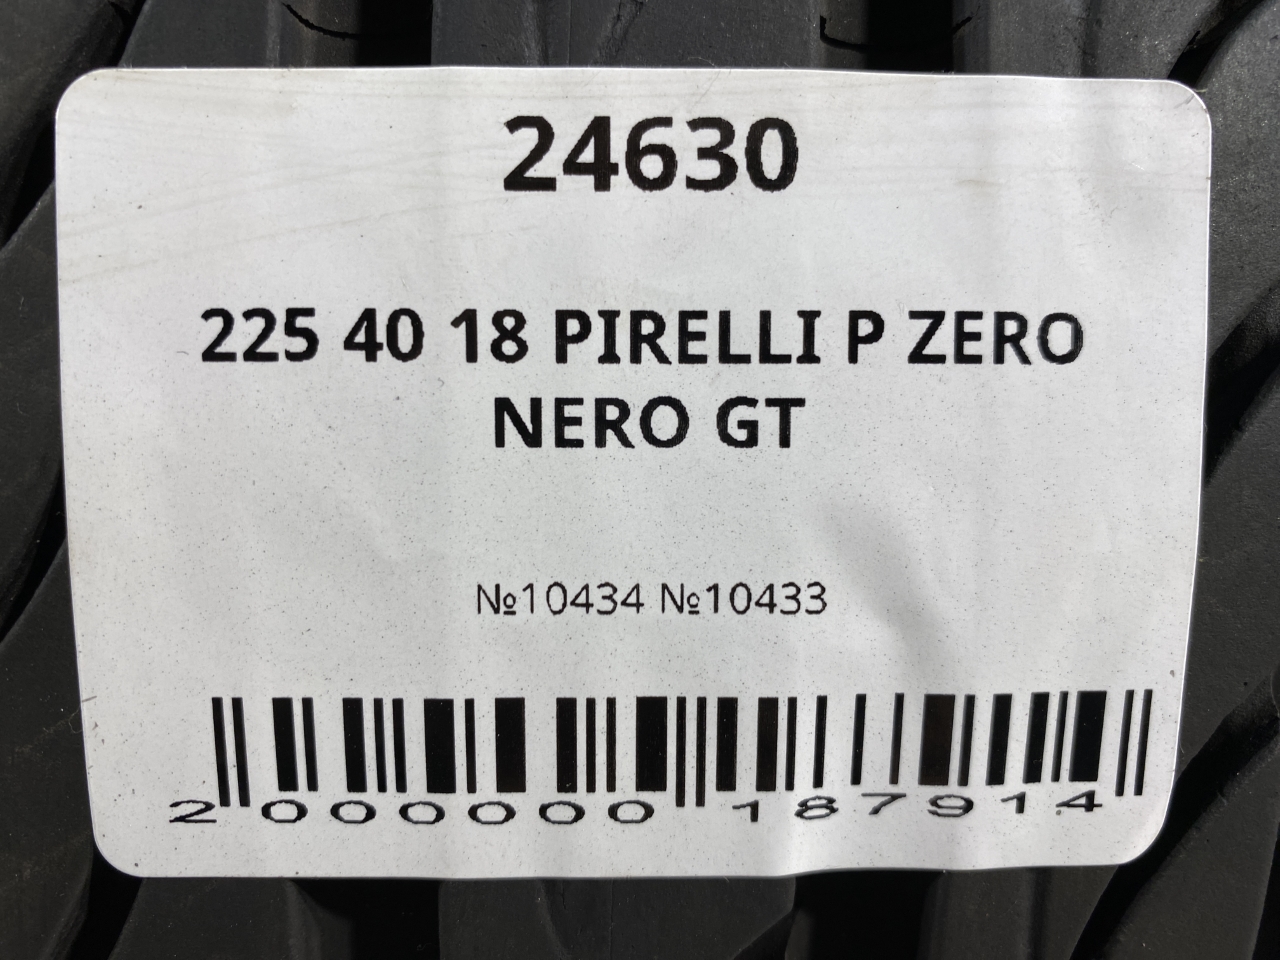 24630
225 40 18 PIRELLI P ZERO
NERO GT
№10434 №10433
2 000000 187914